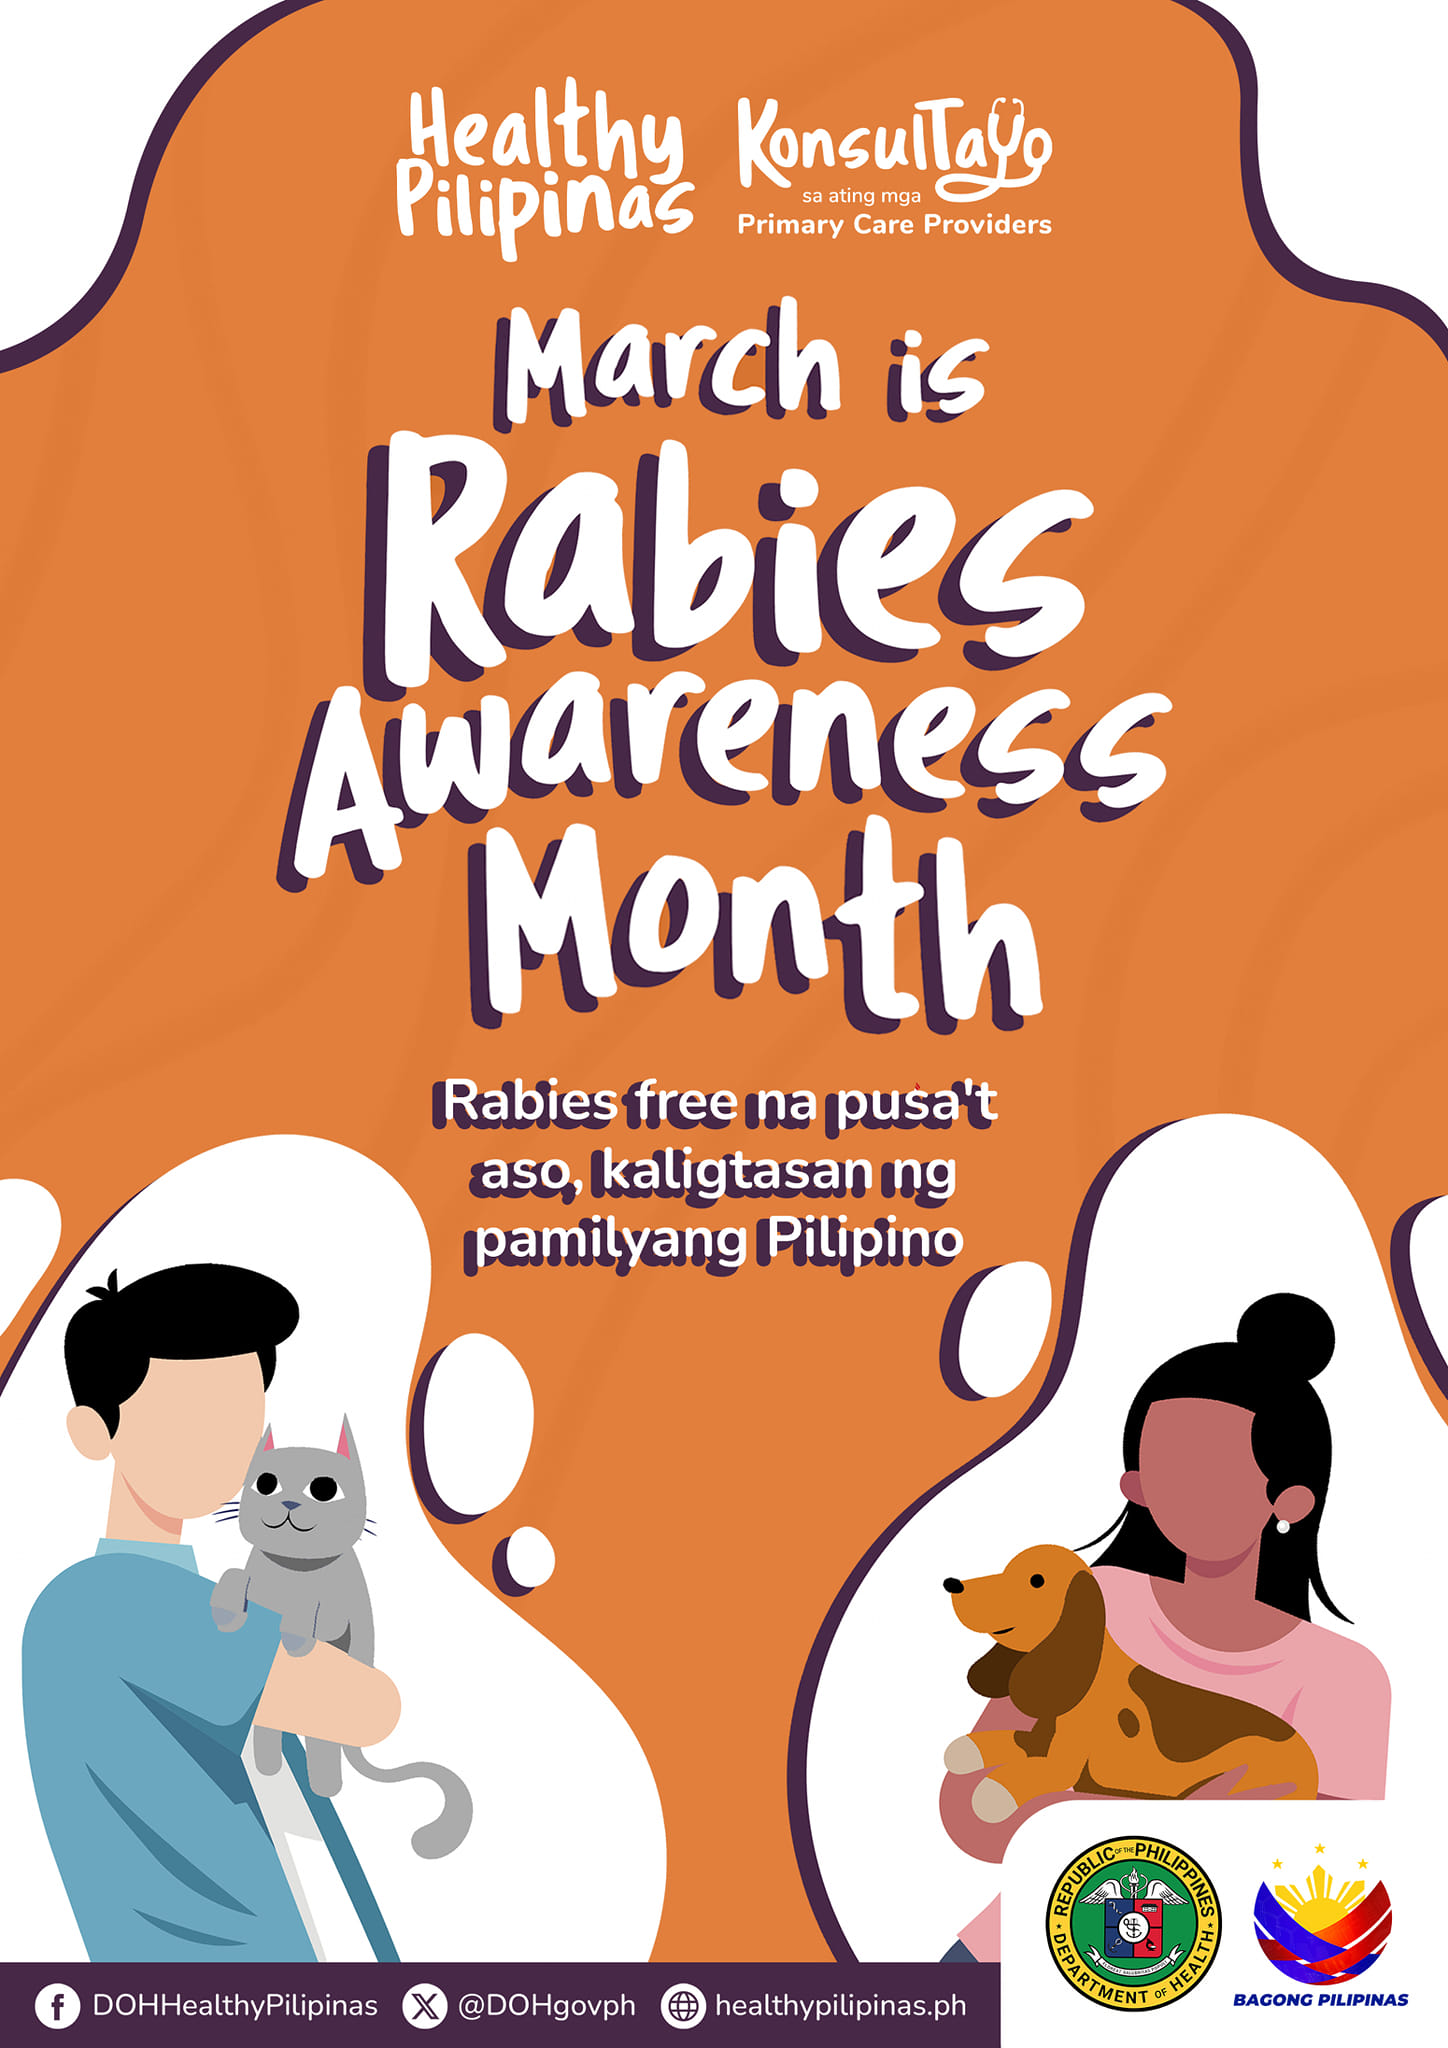 Healthy
Pilipinas
KonsulTayo
sa ating mga
Primary Care Providers
March is
Rabies
Awareness
Month
Rabies free na pusa't
aso, kaligtasan ng
pamilyang Pilipino
REPUBLIC OF THE PHILIPPINES
DEPARTMENT OF HEALTH
BAGONG PILIPINAS
DOHHealthyPilipinas
@DOHgovph
healthypilipinas.ph